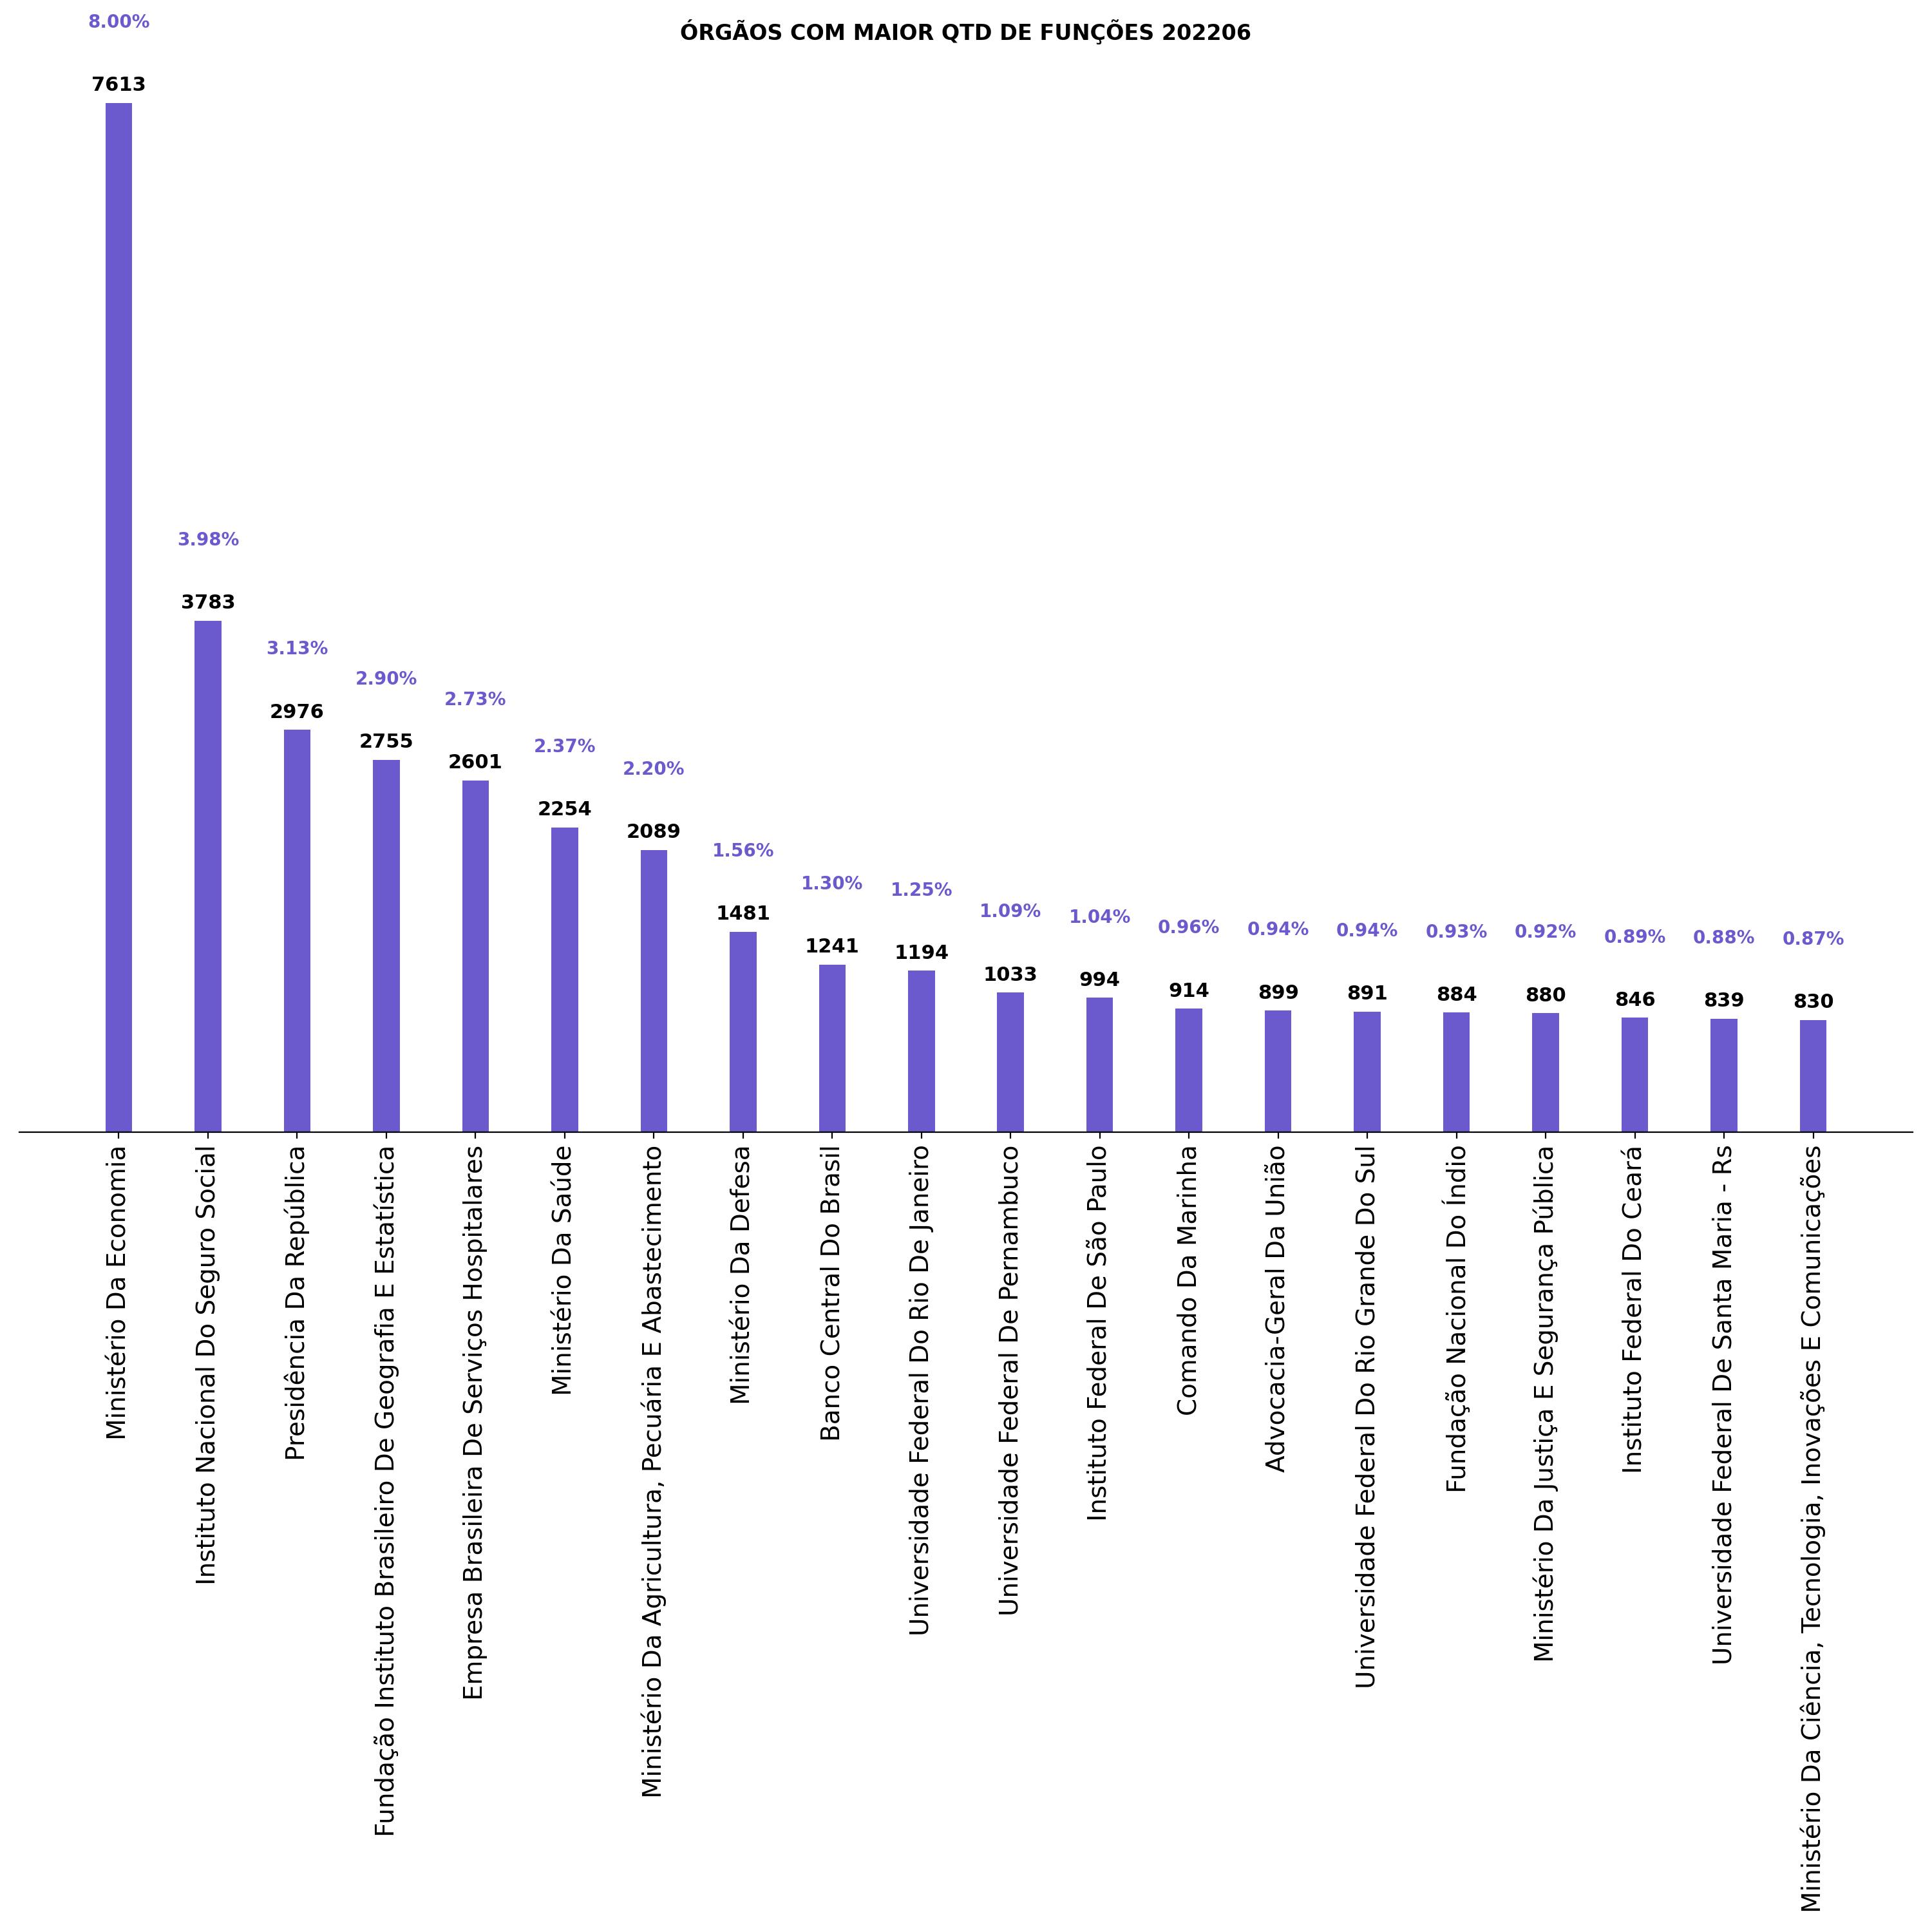 8.00%
ÓRGÃOS COM MAIOR QTD DE FUNÇÕES 202206
7613
3.98%
3783
3.13%
2976
2.90%
2755
2.73%
2601
2.37%
2254
2.20%
2089
1.56%
1481
1.30%
1241
1.25%
1194
1.09%
1033
1.04%
994
0.96%
914
0.94%
899
0.94%
891
0.93%
884
0.92%
880
0.89%
846
0.88%
839
0.87%
830
Ministério Da Economia
Instituto Nacional Do Seguro Social
Presidência Da República
Fundação Instituto Brasileiro De Geografia E Estatística
Empresa Brasileira De Serviços Hospitalares
Ministério Da Saúde
Ministério Da Agricultura, Pecuária E Abastecimento
Ministério Da Defesa
Banco Central Do Brasil
Universidade Federal Do Rio De Janeiro
Universidade Federal De Pernambuco
Instituto Federal De São Paulo
Comando Da Marinha
Advocacia-Geral Da União
Universidade Federal Do Rio Grande Do Sul
Fundação Nacional Do Índio
Ministério Da Justiça E Segurança Pública
Instituto Federal Do Ceará
Universidade Federal De Santa Maria - Rs
Ministério Da Ciência, Tecnologia, Inovações E Comunicações